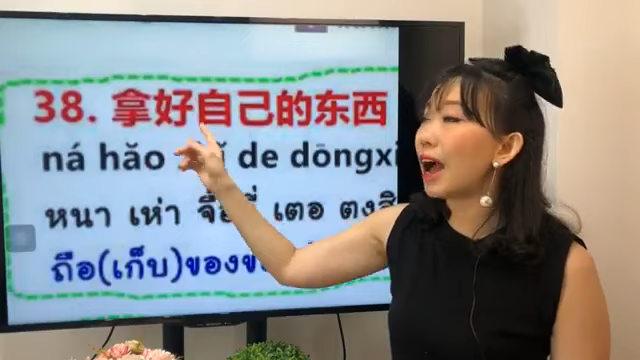 38. 拿好自己的东西
ná hǎo de dōngxi
หนา เห่า เตอ ตงสิ
ถือ(เก็บ)ของ